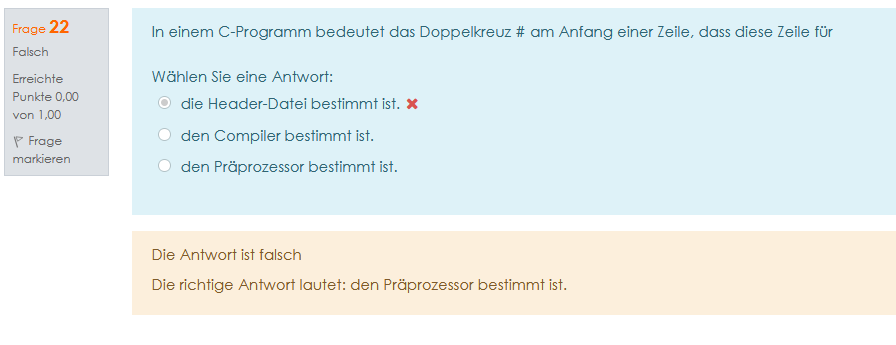 Frage 22
Falsch
Erreichte
Punkte 0,00
von 1,00
Frage
markieren
In einem C-Programm bedeutet das Doppelkreuz # am Anfang einer Zeile, dass diese Zeile für
Wählen Sie eine Antwort:
die Header-Datei bestimmt ist.
den Compiler bestimmt ist.
den Präprozessor bestimmt ist.
Die Antwort ist falsch
Die richtige Antwort lautet: den Präprozessor bestimmt ist.